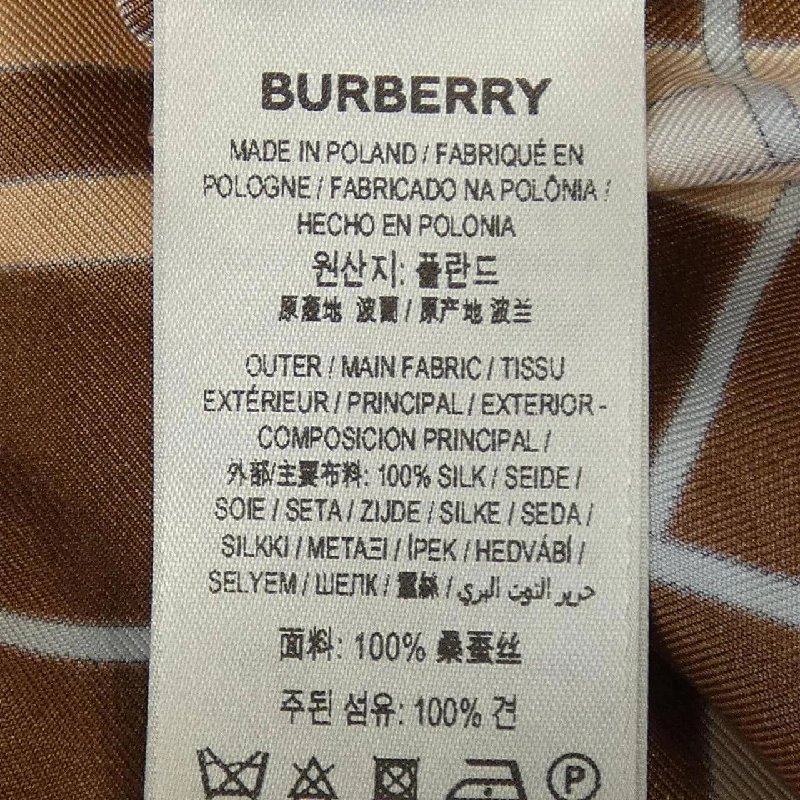 BURBERRY
MADE IN POLAND / FABRIQUÉ EN
POLOGNE / FABRICADO NA POLÔNIA /
HECHO EN POLONIA
원산지: 폴란드
原產地 波蘭 / 原产地 波兰
OUTER / MAIN FABRIC / TISSU
EXTÉRIEUR / PRINCIPAL / EXTERIOR -
COMPOSICION PRINCIPAL /
外部/主要布料: 100% SILK / SEIDE /
SOIE / SETA / ZIJDE / SILKE / SEDA /
SILKKI / ΜΕΤΑΞΙ / İPEK / HEDVÁBÍ /
SELYEM / ШЕЛК / 蠶絲 / حرير التوت البري
面料: 100% 桑蚕丝
주된 섬유: 100% 견
P